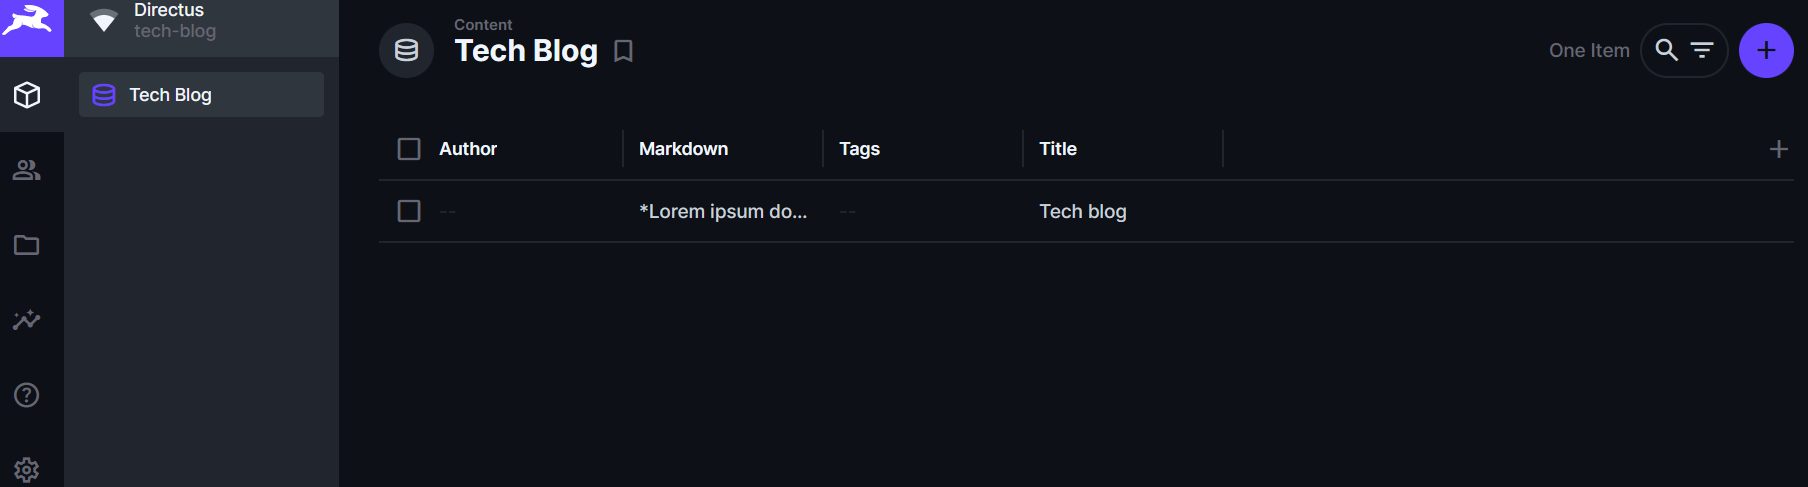 Directus
tech-blog
Tech Blog
Content
Tech Blog
One Item
Author Markdown Tags Title
-- *Lorem ipsum do... -- Tech blog